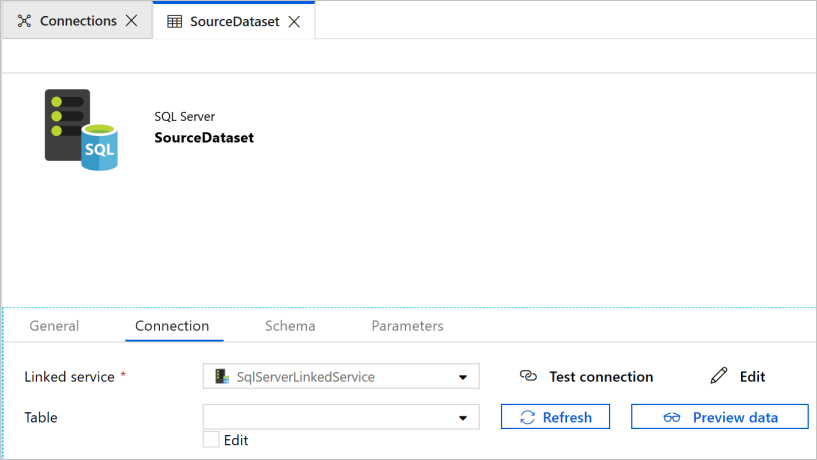 Connections
SourceDataset
SQL Server
SourceDataset
SQL
General
Connection
Schema
Parameters
Linked service *
SqlServerLinkedService
Test connection
Edit
Table
Refresh
Preview data
Edit